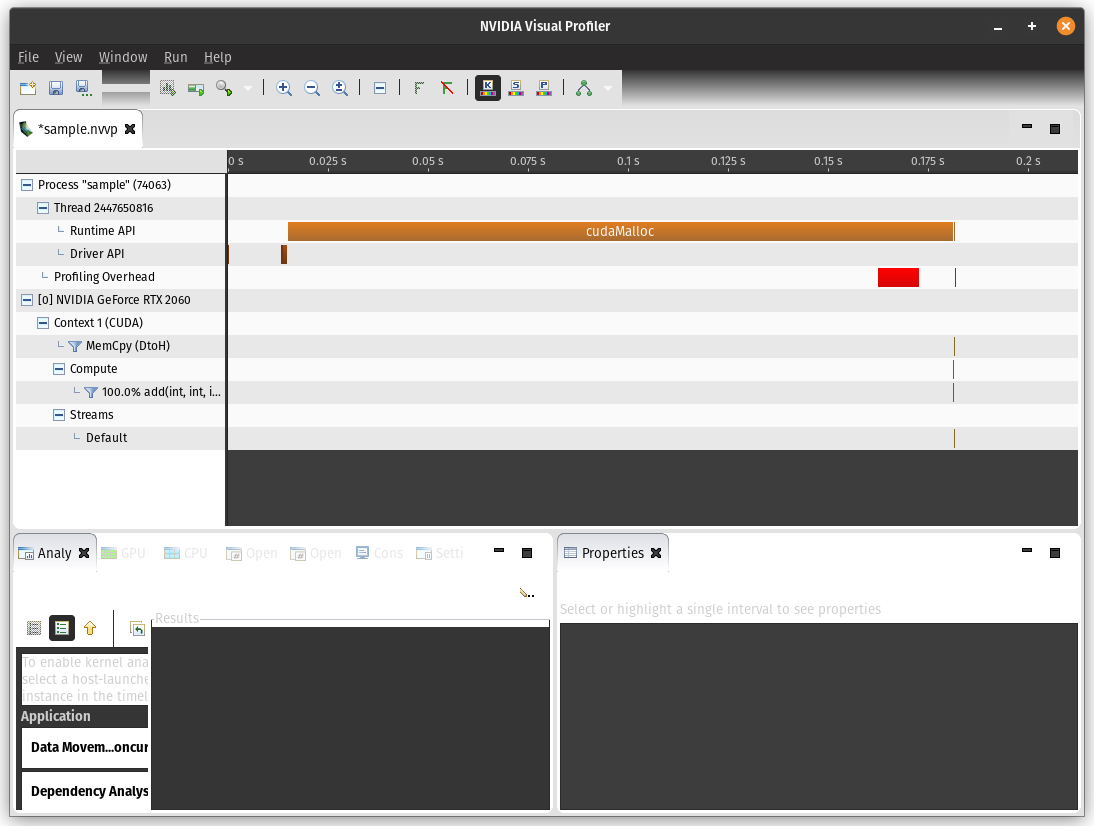 NVIDIA Visual Profiler
File View Window Run Help
*sample.nvvp
0 s 0.025 s 0.05 s 0.075 s 0.1 s 0.125 s 0.15 s 0.175 s 0.2 s
Process "sample" (74063)
Thread 2447650816
Runtime API cudaMalloc
Driver API
Profiling Overhead
[0] NVIDIA GeForce RTX 2060
Context 1 (CUDA)
MemCpy (DtoH)
Compute
100.0% add(int, int, i...
Streams
Default
Analy GPU CPU Open Open Cons Setti
Properties
Select or highlight a single interval to see properties
Results
To enable kernel ana
select a host-launche
instance in the timel
Application
Data Movem...oncur
Dependency Analys